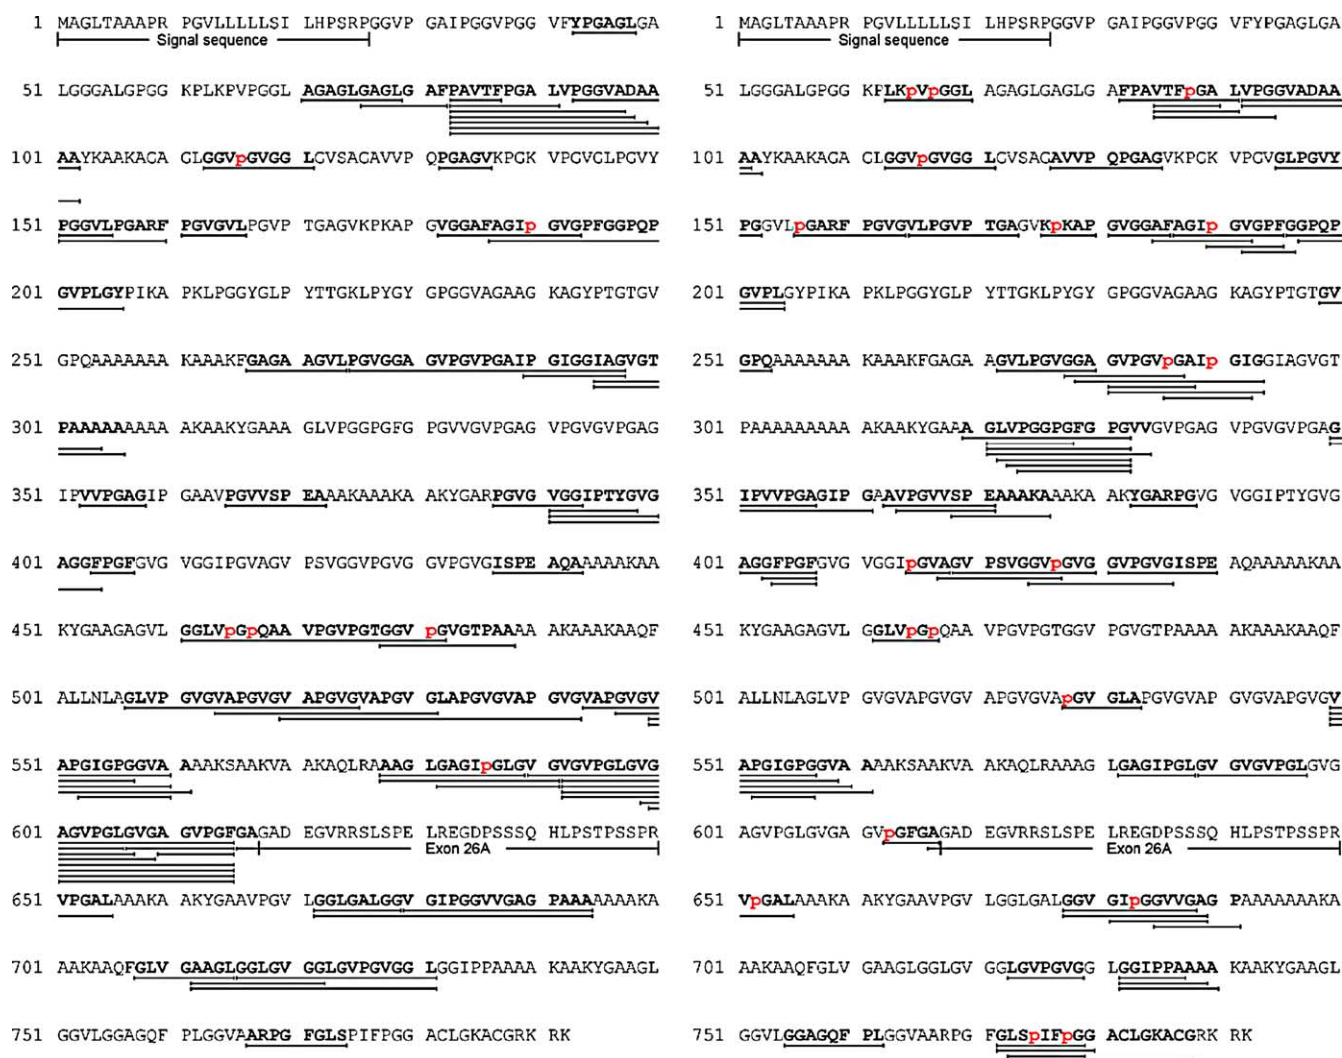 1 MAGLTAAAPR PGVLLLLLSI LHPSRPGGVP GAIPGGVPGG VFYPGAGLGA
Signal sequence
51 LGGGALGPGG KPLKPVPGGL AGAGLGAGLG AFPAVTFPGA LVPGGVADAA
101 AAYKAAKAGA GLGGVpGVGG LGVSAGAVVP QPGAGVKPGK VPGVGLPGVY
151 PGGVLPGARF PGVGVLPGVP TGAGVKPKAP GVGGAFAGIp GVGPFGGPQP
201 GVPLGYPIKA PKLPGGYGLP YTTGKLPYGY GPGGVAGAAG KAGYPTGTGV
251 GPQAAAAAAA KAAAKFGAGA AGVLPGVGGA GVPGVPGAIP GIGGIAGVGT
301 PAAAAAAAAA AKAAKYGAAA GLVPGGPGFG PGVVGVPGAG VPGVGVPGAG
351 IPVVPGAGIP GAAVPGVVSP EAAAKAAAKA AKYGARPGVG VGGIPTYGVG
401 AGGFPGFGVG VGGIPGVAGV PSVGGVPGVG GVPGVGISPE AQAAAAAKAA
451 KYGAAGAGVL GGLVpGpQAA VPGVPGTGGV pGVGTPAAAA AKAAAKAAQF
501 ALLNLAGLVP GVGVAPGVGV APGVGVAPGV GLAPGVGVAP GVGVAPGVGV
551 APGIGPGGVA AAAKSAAKVA AKAQLRAAAG LGAGIpGLGV GVGVPGLGVG
601 AGVPGLGVGA GVPGFGAGAD EGVRRSLSPE LREGDPSSSQ HLPSTPSSPR
Exon 26A
651 VPGALAAAKA AKYGAAVPGV LGGLGALGGV GIPGGVVGAG PAAAAAAAKA
701 AAKAAQFGLV GAAGLGGLGV GGLGVPGVGG LGGIPPAAAA KAAKYGAAGL
751 GGVLGGAGQF PLGGVAARPG FGLSPIFPGG ACLGKACGRK RK
1 MAGLTAAAPR PGVLLLLLSI LHPSRPGGVP GAIPGGVPGG VFYPGAGLGA
Signal sequence
51 LGGGALGPGG KPLKpVpGGL AGAGLGAGLG AFPAVTFpGA LVPGGVADAA
101 AAYKAAKAGA GLGGVpGVGG LGVSAGAVVP QPGAGVKPGK VPGVGLPGVY
151 PGGVLpGARF PGVGVLPGVP TGAGVKpKAP GVGGAFAGIp GVGPFGGPQP
201 GVPLGYPIKA PKLPGGYGLP YTTGKLPYGY GPGGVAGAAG KAGYPTGTGV
251 GPQAAAAAAA KAAAKFGAGA AGVLPGVGGA GVPGVpGAIp GIGGIAGVGT
301 PAAAAAAAAA AKAAKYGAAA GLVPGGPGFG PGVVGVPGAG VPGVGVPGAG
351 IPVVPGAGIPG AAVPGVVSP EAAAKAAAKA AKYGARPGVG VGGIPTYGVG
401 AGGFPGFGVG VGGIpGVAGV PSVGGVpGVG GVPGVGISPE AQAAAAAKAA
451 KYGAAGAGVL GGLVpGpQAA VPGVPGTGGV PGVGTPAAAA AKAAAKAAQF
501 ALLNLAGLVP GVGVAPGVGV APGVGVApGV GLAPGVGVAP GVGVAPGVGV
551 APGIGPGGVA AAAKSAAKVA AKAQLRAAAG LGAGIPGLGV GVGVPGLGVG
601 AGVPGLGVGA GVpGFGAGAD EGVRRSLSPE LREGDPSSSQ HLPSTPSSPR
Exon 26A
651 VpGALAAAKA AKYGAAVPGV LGGLGALGGV GIpGGVVGAG PAAAAAAAKA
701 AAKAAQFGLV GAAGLGGLGV GGLGVPGVGG LGGIPPAAAA KAAKYGAAGL
751 GGVLGGAGQF PLGGVAARPG FGLSpIFpGG ACLGKACGRK RK